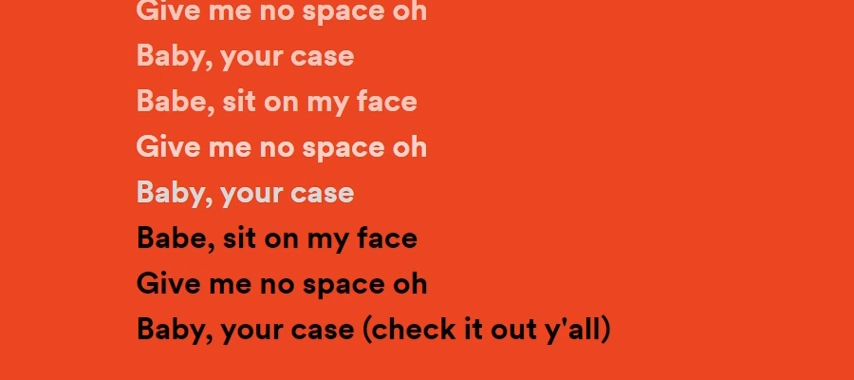 Give me no space oh
Baby, your case
Babe, sit on my face
Give me no space oh
Baby, your case
Babe, sit on my face
Give me no space oh
Baby, your case (check it out y'all)